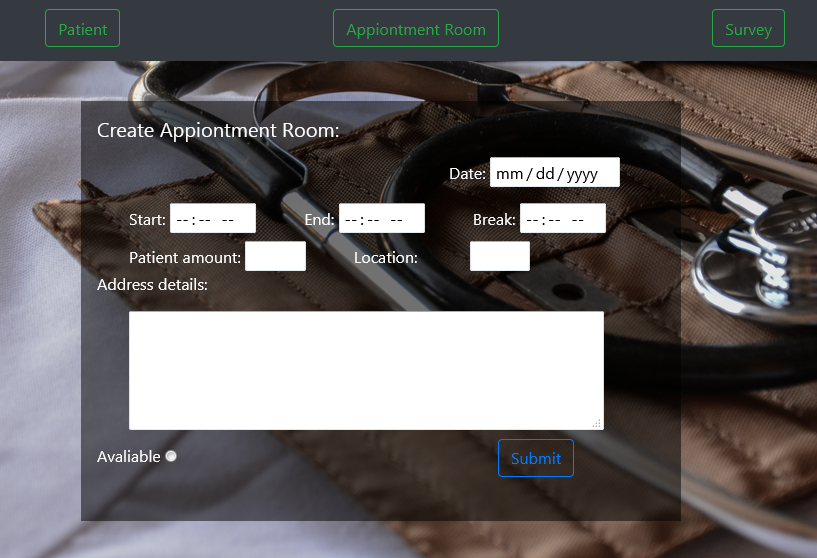 Patient Appiontment Room Survey
Create Appiontment Room:
Date: mm/dd/yyyy
Start: --:-- -- End: --:-- -- Break: --:-- --
Patient amount: Location:
Address details:
Avaliable Submit